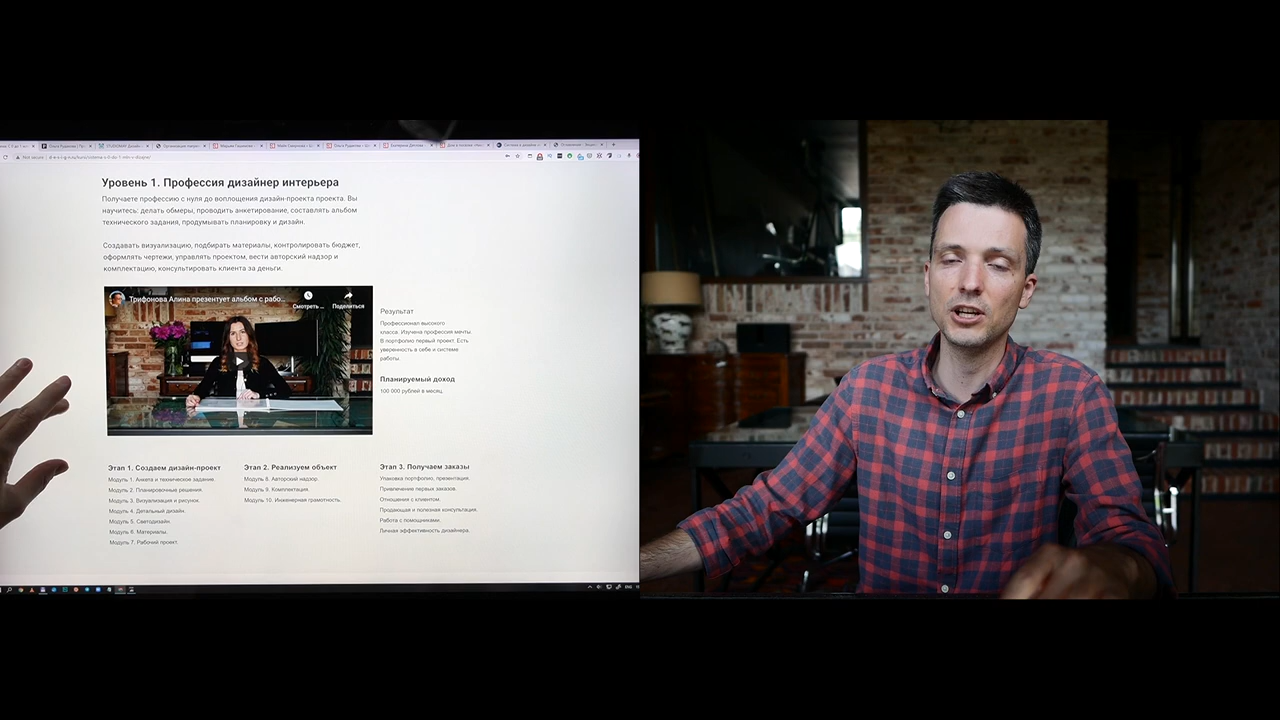 Not secure
Уровень 1. Профессия дизайнер интерьера
Получаете профессию с нуля до воплощения дизайн-проекта проекта. Вы
научитесь: делать обмеры, проводить анкетирование, составлять альбом
технического задания, продумывать планировку и дизайн.
Создавать визуализацию, подбирать материалы, контролировать бюджет,
оформлять чертежи, управлять проектом, вести авторский надзор и
комплектацию, консультировать клиента за деньги.
Трифонова Алина презентует альбом с рабо...
Смотреть ...
Поделиться
Результат
Профессионал высокого
класса. Изучена профессия мечты.
В портфолио первый проект. Есть
уверенность в себе и системе
работы.
Планируемый доход
100 000 рублей в месяц.
Этап 1. Создаем дизайн-проект
Модуль 1. Анкета и техническое задание.
Модуль 2. Планировочные решения.
Модуль 3. Визуализация и рисунок.
Модуль 4. Детальный дизайн.
Модуль 5. Светодизайн.
Модуль 6. Материалы.
Модуль 7. Рабочий проект.
Этап 2. Реализуем объект
Модуль 8. Авторский надзор.
Модуль 9. Комплектация.
Модуль 10. Инженерная грамотность.
Этап 3. Получаем заказы
Упаковка портфолио, презентация.
Привлечение первых заказов.
Отношения с клиентом.
Продающая и полезная консультация.
Работа с помощниками.
Личная эффективность дизайнера.
ENG